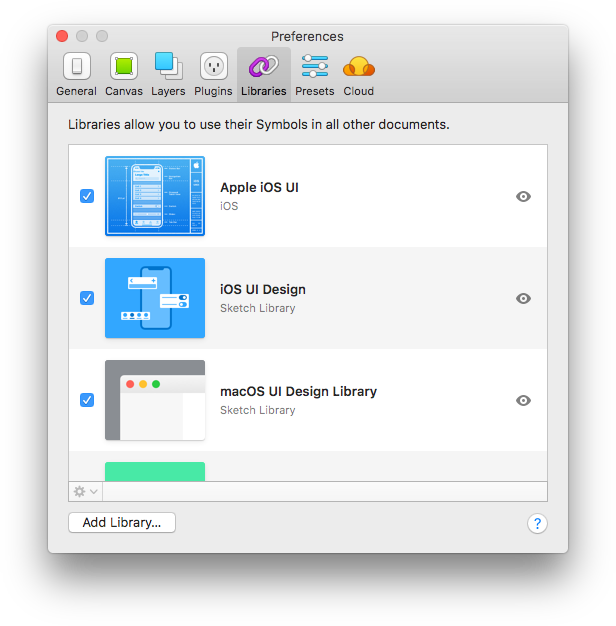 Preferences
General Canvas Layers Plugins Libraries Presets Cloud
Libraries allow you to use their Symbols in all other documents.
Apple iOS UI
iOS
iOS UI Design
Sketch Library
macOS UI Design Library
Sketch Library
Add Library...
?